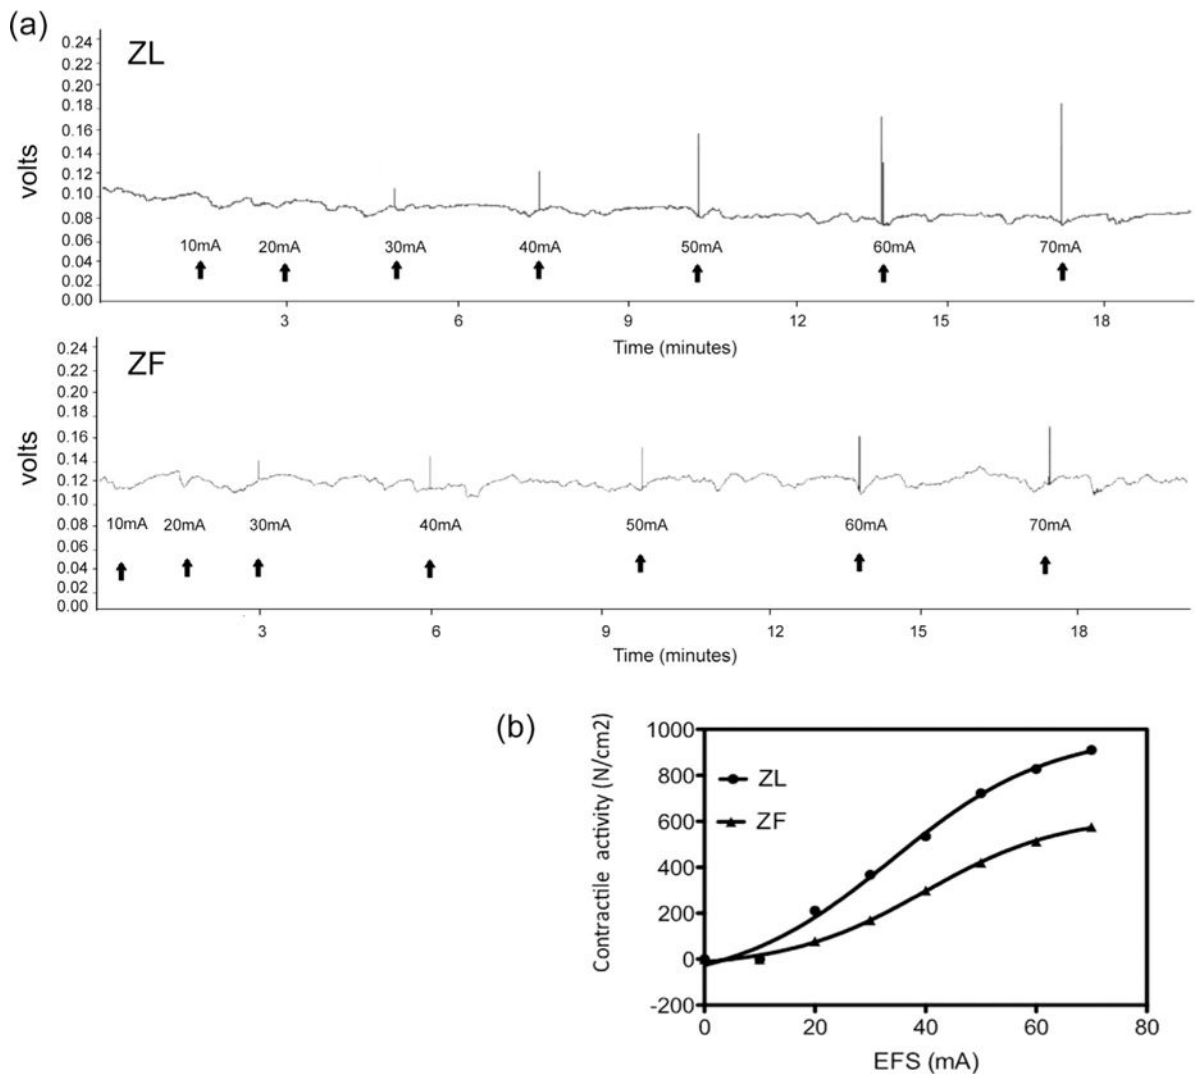 (a)
ZL
volts
0.24
0.22
0.20
0.18
0.16
0.14
0.12
0.10
0.08
0.06
0.04
0.02
0.00
10mA 20mA 30mA 40mA 50mA 60mA 70mA
3 6 9 12 15 18
Time (minutes)
ZF
volts
0.24
0.22
0.20
0.18
0.16
0.14
0.12
0.10
0.08
0.06
0.04
0.02
0.00
10mA 20mA 30mA 40mA 50mA 60mA 70mA
3 6 9 12 15 18
Time (minutes)
(b)
Contractile activity (N/cm2)
1000
800
600
400
200
0
-200
ZL
ZF
0 20 40 60 80
EFS (mA)